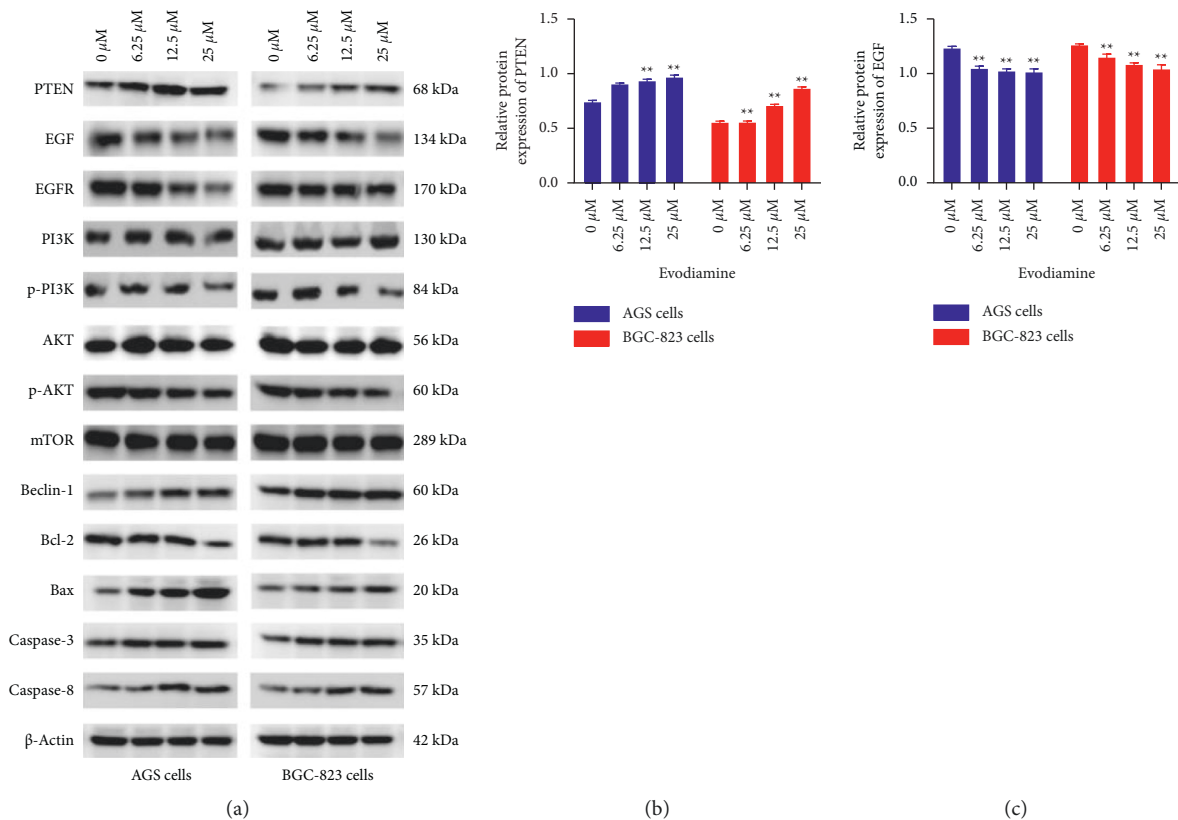 0 μM
6.25 μM
12.5 μM
25 μM
0 μM
6.25 μM
12.5 μM
25 μM
PTEN
68 kDa
EGF
134 kDa
EGFR
170 kDa
PI3K
130 kDa
p-PI3K
84 kDa
AKT
56 kDa
p-AKT
60 kDa
mTOR
289 kDa
Beclin-1
60 kDa
Bcl-2
26 kDa
Bax
20 kDa
Caspase-3
35 kDa
Caspase-8
57 kDa
β-Actin
42 kDa
AGS cells
BGC-823 cells
(a)
Relative protein
expression of PTEN
1.5
1.0
0.5
0.0
**
**
**
**
**
0 μM
6.25 μM
12.5 μM
25 μM
0 μM
6.25 μM
12.5 μM
25 μM
Evodiamine
AGS cells
BGC-823 cells
(b)
Relative protein
expression of EGF
1.5
1.0
0.5
0.0
**
**
**
**
**
**
0 μM
6.25 μM
12.5 μM
25 μM
0 μM
6.25 μM
12.5 μM
25 μM
Evodiamine
AGS cells
BGC-823 cells
(c)